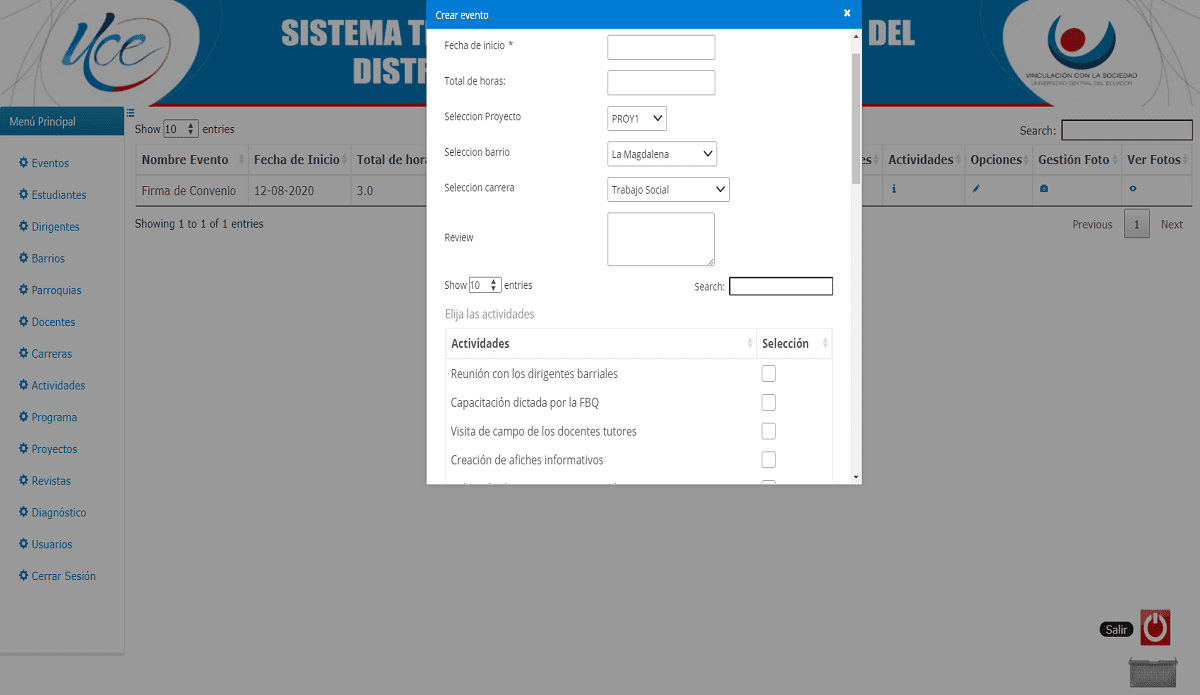 Uce
SISTEMA T
DEL
DISTR
VINCULACIÓN CON LA SOCIEDAD
UNIVERSIDAD CENTRAL DEL ECUADOR
Crear evento
Fecha de inicio *
Total de horas:
Seleccion Proyecto PROY1
Seleccion barrio La Magdalena
Seleccion carrera Trabajo Social
Review
Show 10 entries Search:
Elija las actividades
Actividades Selección
Reunión con los dirigentes barriales
Capacitación dictada por la FBQ
Visita de campo de los docentes tutores
Creación de afiches informativos
Menú Principal
Eventos
Estudiantes
Dirigentes
Barrios
Parroquias
Docentes
Carreras
Actividades
Programa
Proyectos
Revistas
Diagnóstico
Usuarios
Cerrar Sesión
Show 10 entries Search:
Nombre Evento Fecha de Inicio Total de hora es Actividades Opciones Gestión Foto Ver Fotos
Firma de Convenio 12-08-2020 3.0
Showing 1 to 1 of 1 entries Previous 1 Next
Salir